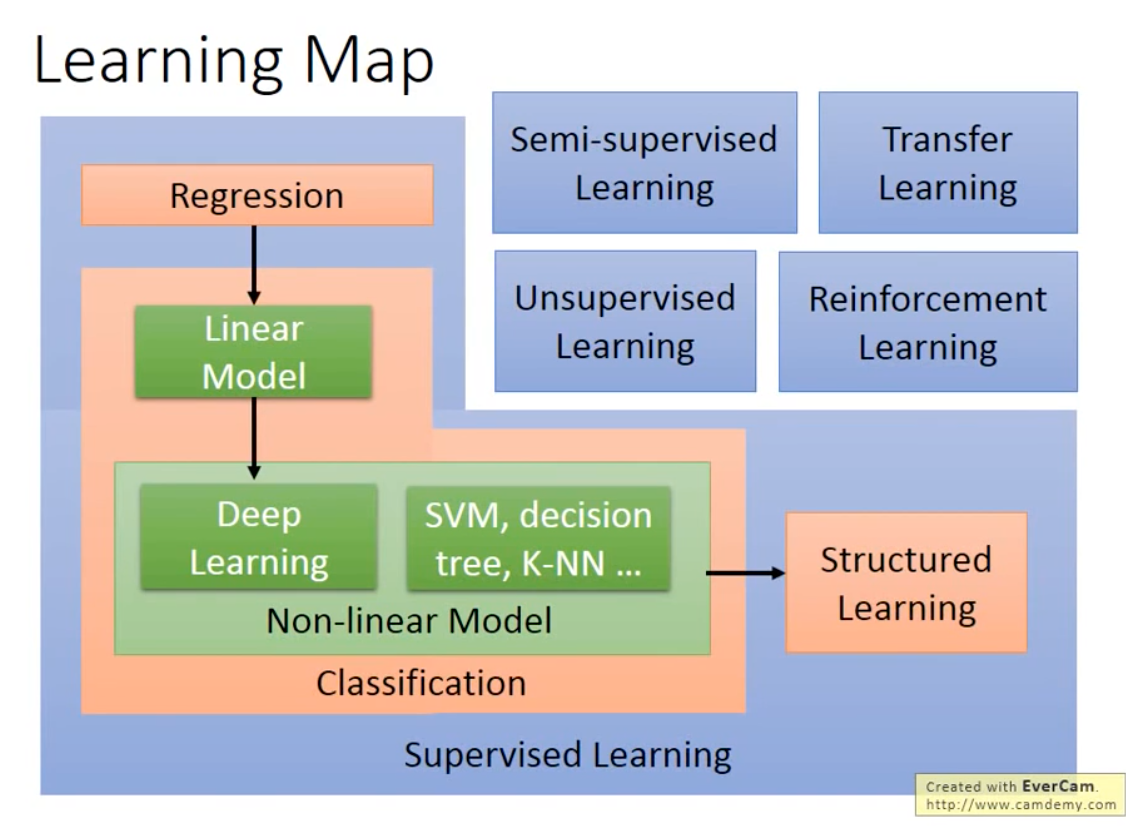 Learning Map
Semi-supervised
Learning
Transfer
Learning
Regression
Unsupervised
Learning
Reinforcement
Learning
Linear
Model
Deep
Learning
SVM, decision
tree, K-NN ...
Non-linear Model
Classification
Structured
Learning
Supervised Learning
Created with EverCam.
http://www.camdemy.com